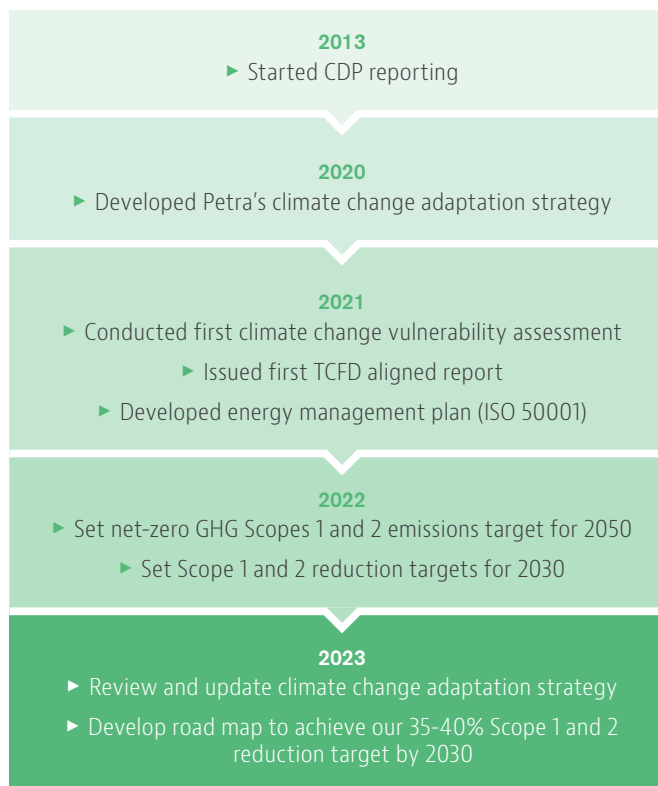 2013
► Started CDP reporting
2020
► Developed Petra’s climate change adaptation strategy
2021
► Conducted first climate change vulnerability assessment
► Issued first TCFD aligned report
► Developed energy management plan (ISO 50001)
2022
► Set net-zero GHG Scopes 1 and 2 emissions target for 2050
► Set Scope 1 and 2 reduction targets for 2030
2023
► Review and update climate change adaptation strategy
► Develop road map to achieve our 35-40% Scope 1 and 2
reduction target by 2030